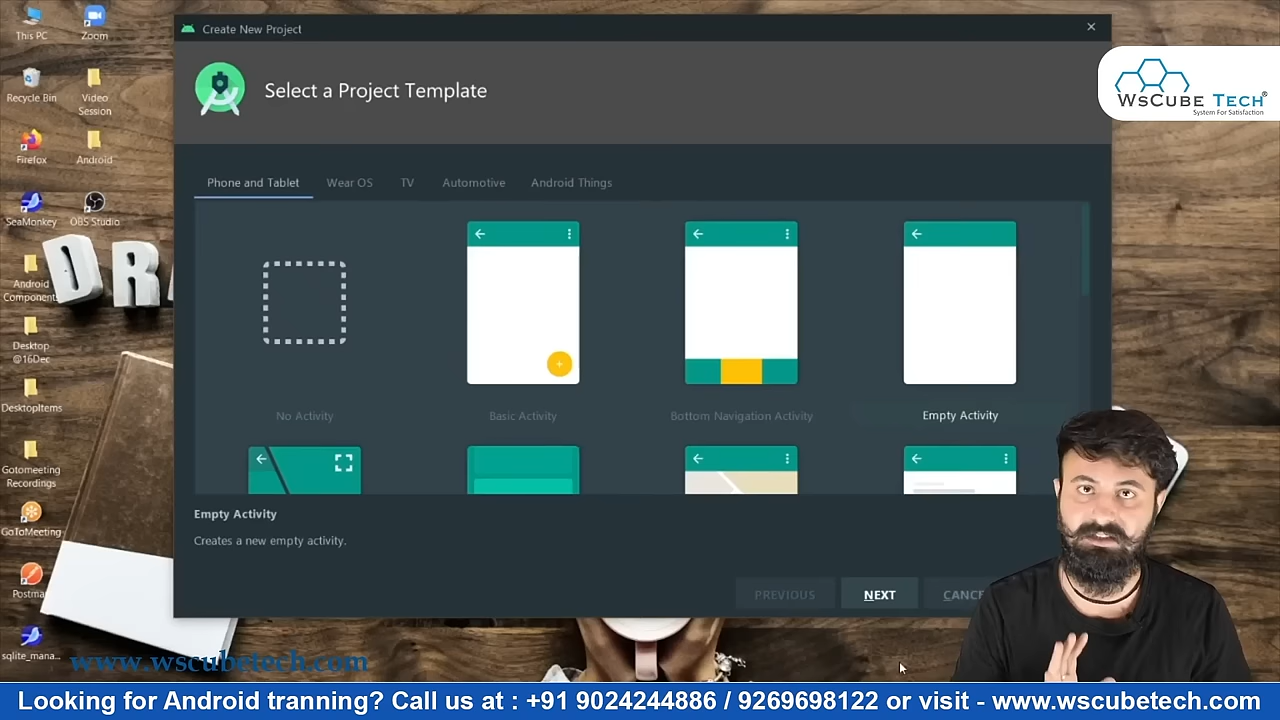 This PC
Zoom
Recycle Bin
Video
Session
Firefox
Android
SeaMonkey
OBS Studio
Android
Components
Desktop
@16Dec
DesktopItems
Gotomeeting
Recordings
GoToMeeting
Postma
sqlite_mana...
DR
Create New Project
Select a Project Template
Phone and Tablet
Wear OS
TV
Automotive
Android Things
No Activity
Basic Activity
Bottom Navigation Activity
Empty Activity
Empty Activity
Creates a new empty activity.
PREVIOUS
NEXT
CANCE
WsCube Tech®
System For Satisfaction
www.wscubetech.com
Looking for Android tranning? Call us at : +91 9024244886 / 9269698122 or visit - www.wscubetech.com